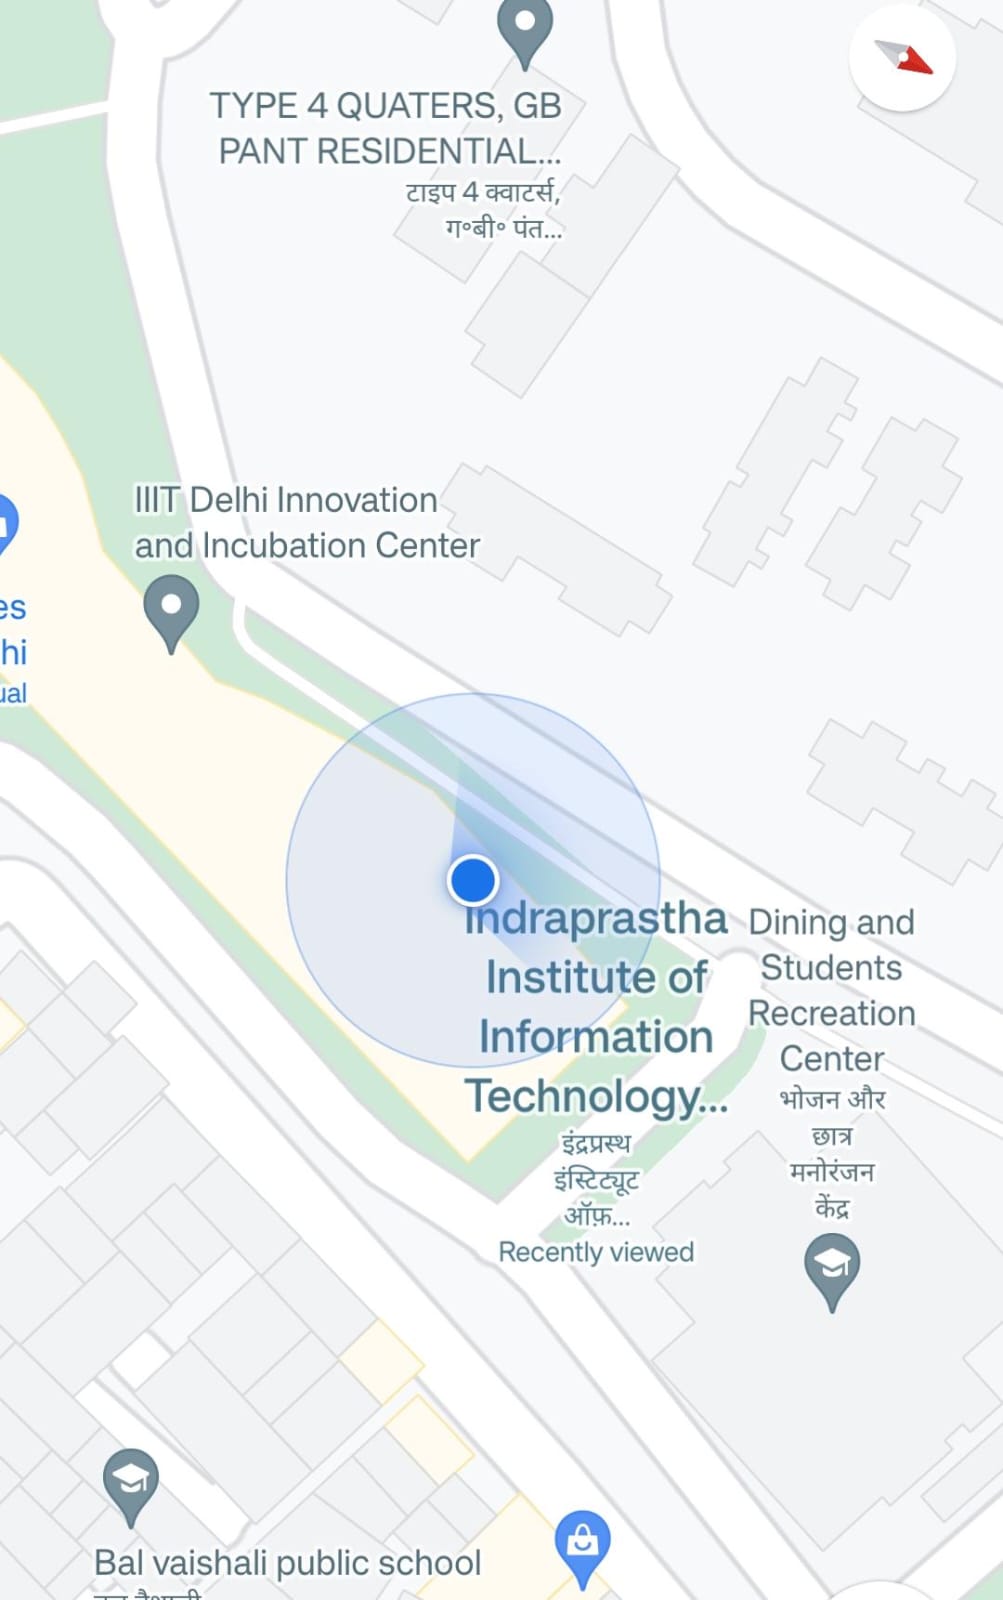 TYPE 4 QUATERS, GB
PANT RESIDENTIAL...
टाइप 4 क्वाटर्स,
ग॰बी॰ पंत...
IIIT Delhi Innovation
and Incubation Center
es
hi
ual
Indraprastha
Institute of
Information
Technology...
इंद्रप्रस्थ
इंस्टिट्यूट
ऑफ़...
Recently viewed
Dining and
Students
Recreation
Center
भोजन और
छात्र
मनोरंजन
केंद्र
Bal vaishali public school